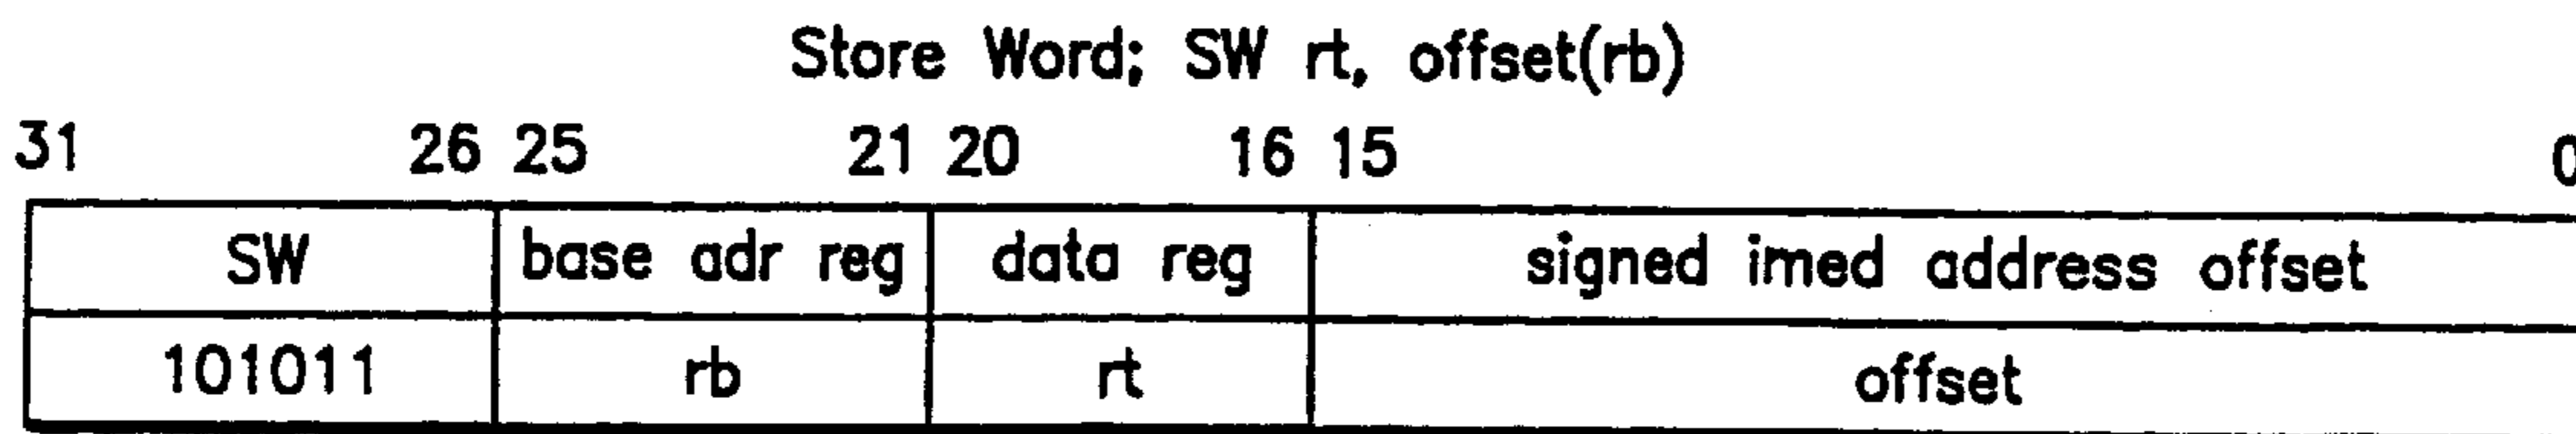 Store Word; SW rt, offset(rb)
31 26 25 21 20 16 15 0
SW base adr reg data reg signed imed address offset
101011 rb rt offset